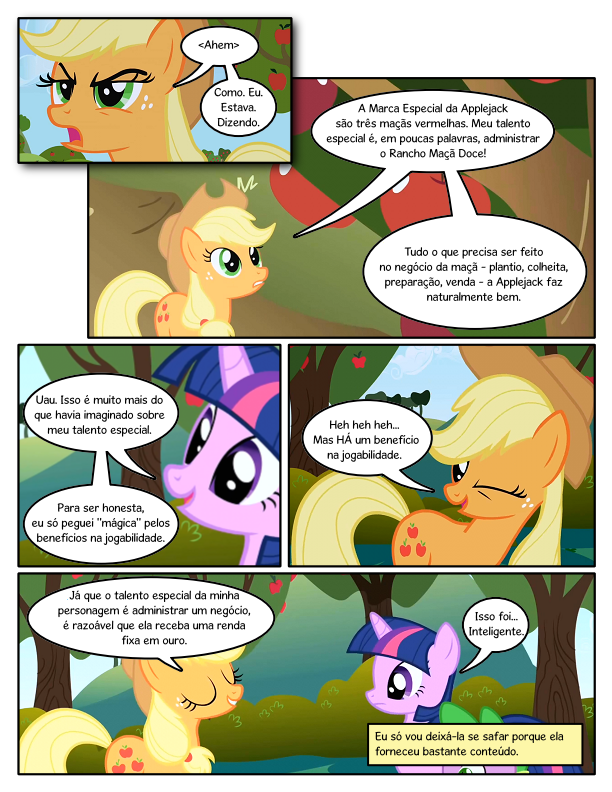 <Ahem>
Como. Eu.
Estava.
Dizendo.
A Marca Especial da Applejack
são três maçãs vermelhas. Meu talento
especial é, em poucas palavras, administrar
o Rancho Maçã Doce!
Tudo o que precisa ser feito
no negócio da maçã - plantio, colheita,
preparação, venda - a Applejack faz
naturalmente bem.
Uau. Isso é muito mais do
que havia imaginado sobre
meu talento especial.
Para ser honesta,
eu só peguei "mágica" pelos
benefícios na jogabilidade.
Heh heh heh...
Mas HÁ um benefício
na jogabilidade.
Já que o talento especial da minha
personagem é administrar um negócio,
é razoável que ela receba uma renda
fixa em ouro.
Isso foi...
Inteligente.
Eu só vou deixá-la se safar porque ela
forneceu bastante conteúdo.